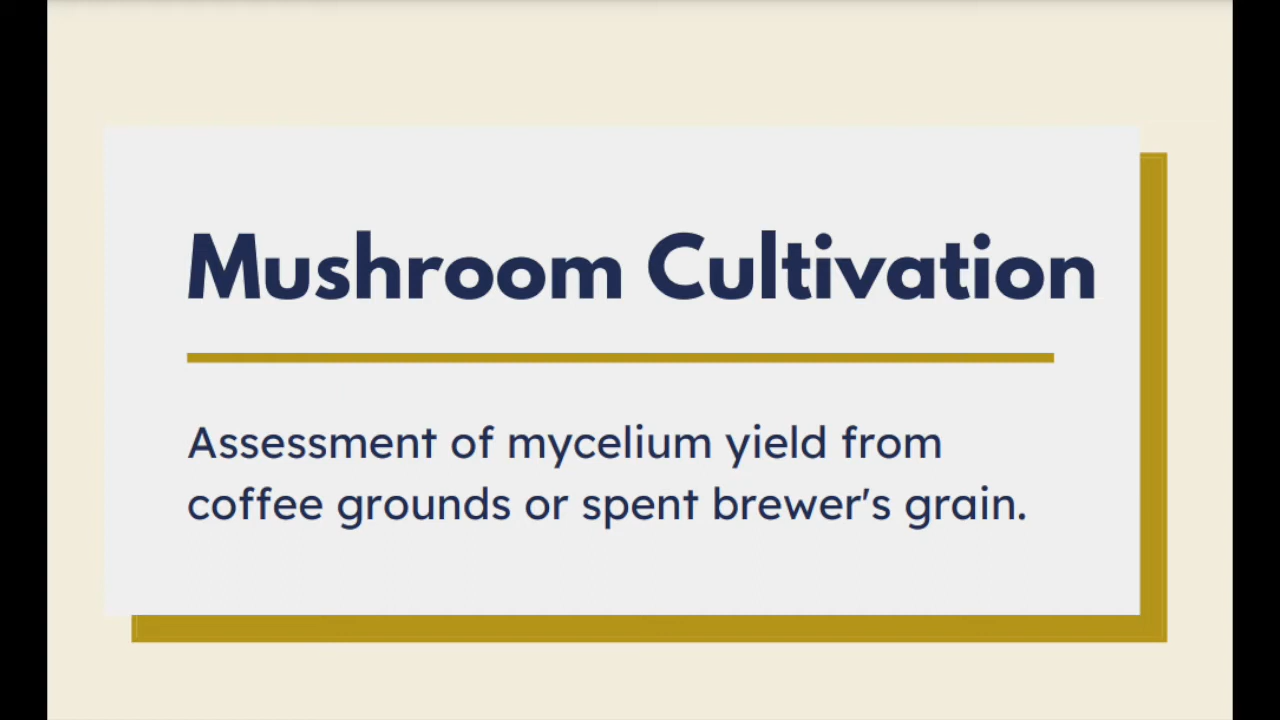 Mushroom Cultivation
Assessment of mycelium yield from
coffee grounds or spent brewer's grain.